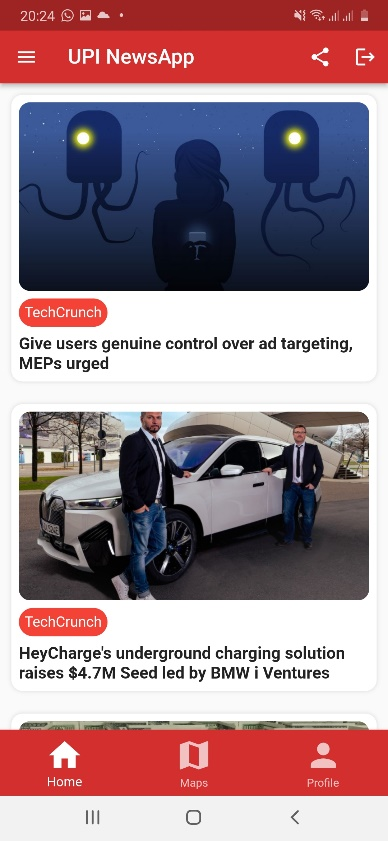 20:24
UPI NewsApp
TechCrunch
Give users genuine control over ad targeting,
MEPs urged
TechCrunch
HeyCharge's underground charging solution
raises $4.7M Seed led by BMW i Ventures
Home
Maps
Profile